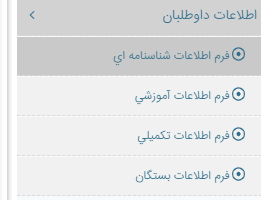 اطلاعات داوطلبان
فرم اطلاعات شناسنامه اي
فرم اطلاعات آموزشي
فرم اطلاعات تكميلي
فرم اطلاعات بستگان